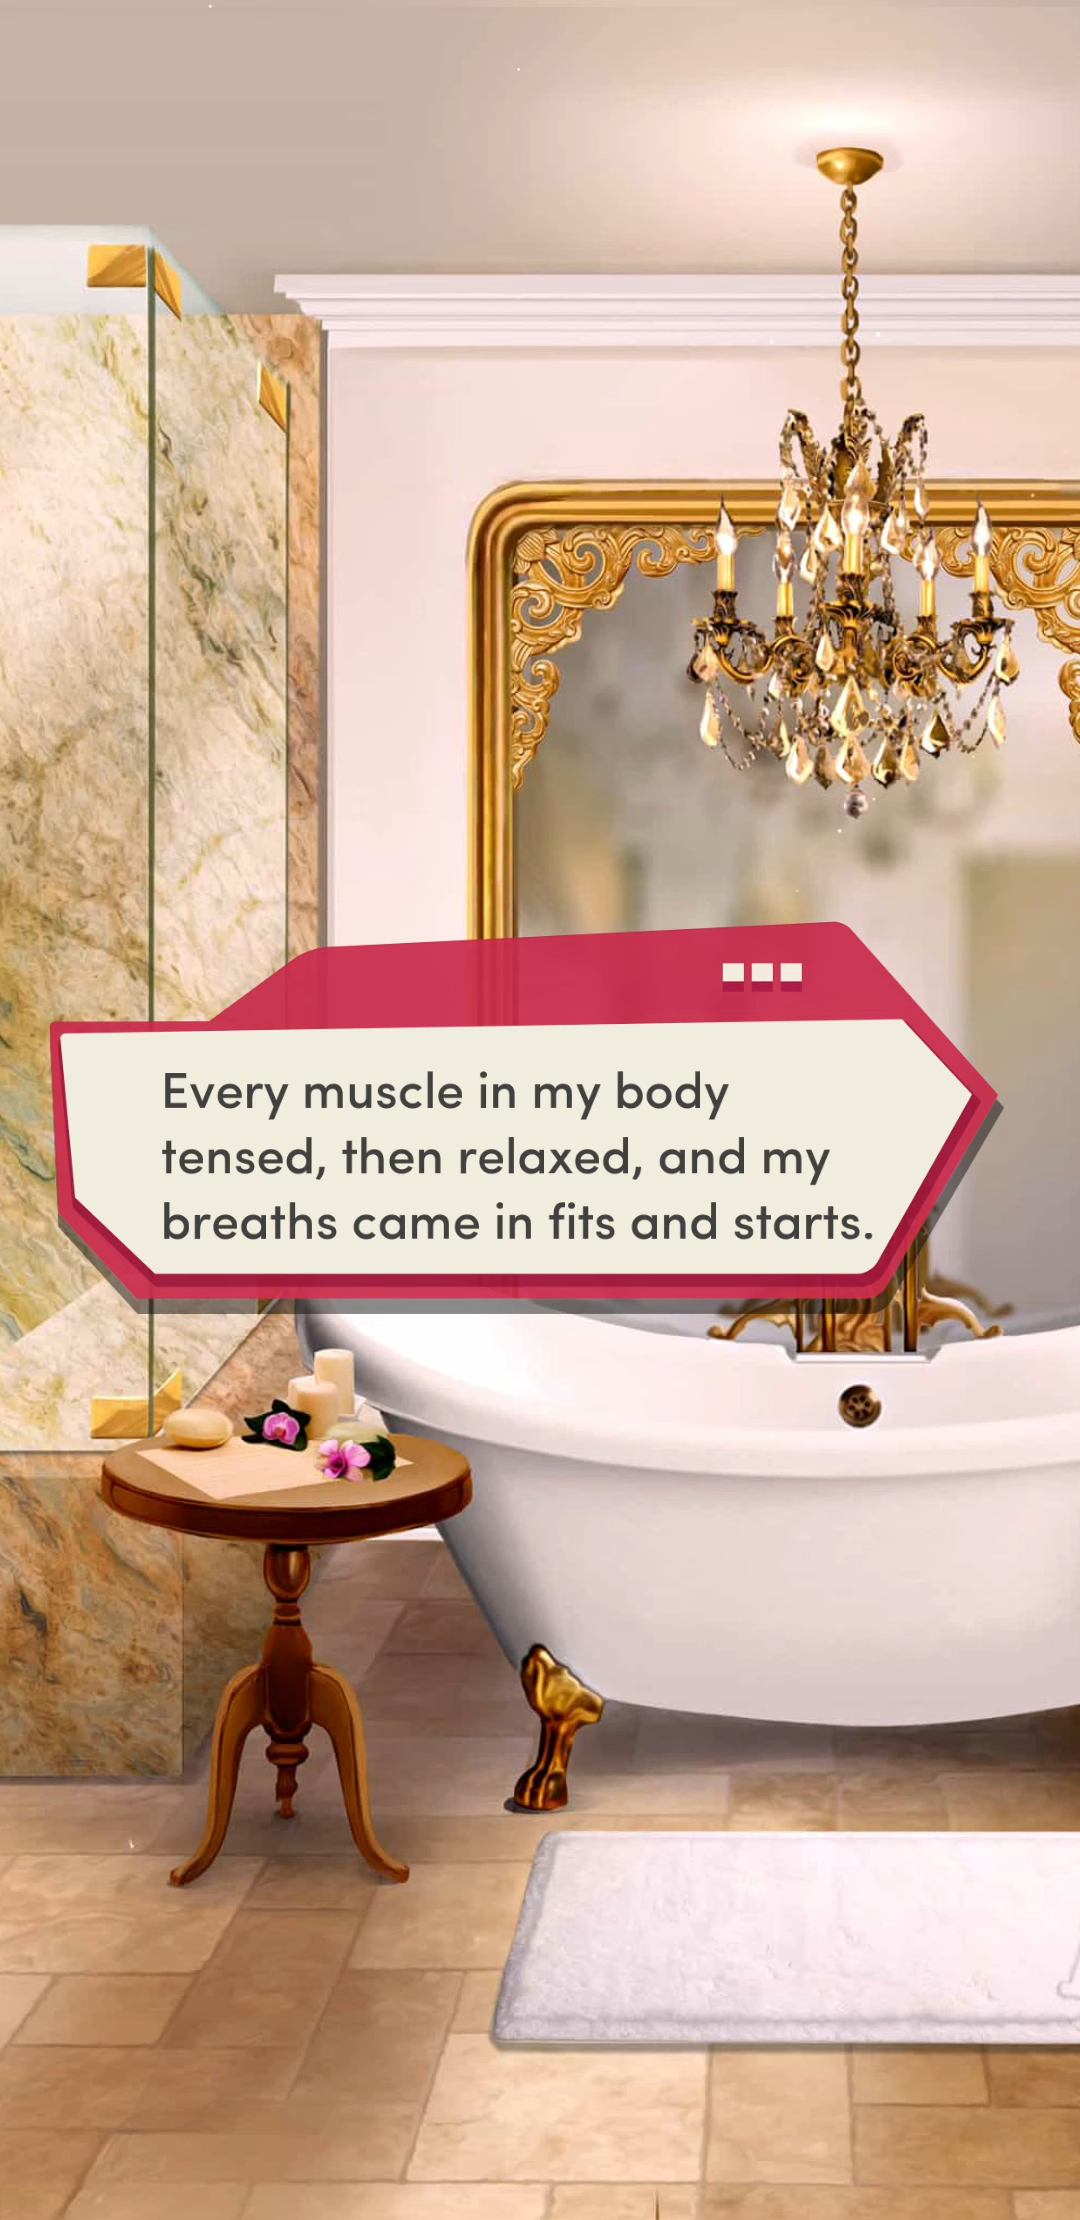 Every muscle in my body
tensed, then relaxed, and my
breaths came in fits and starts.